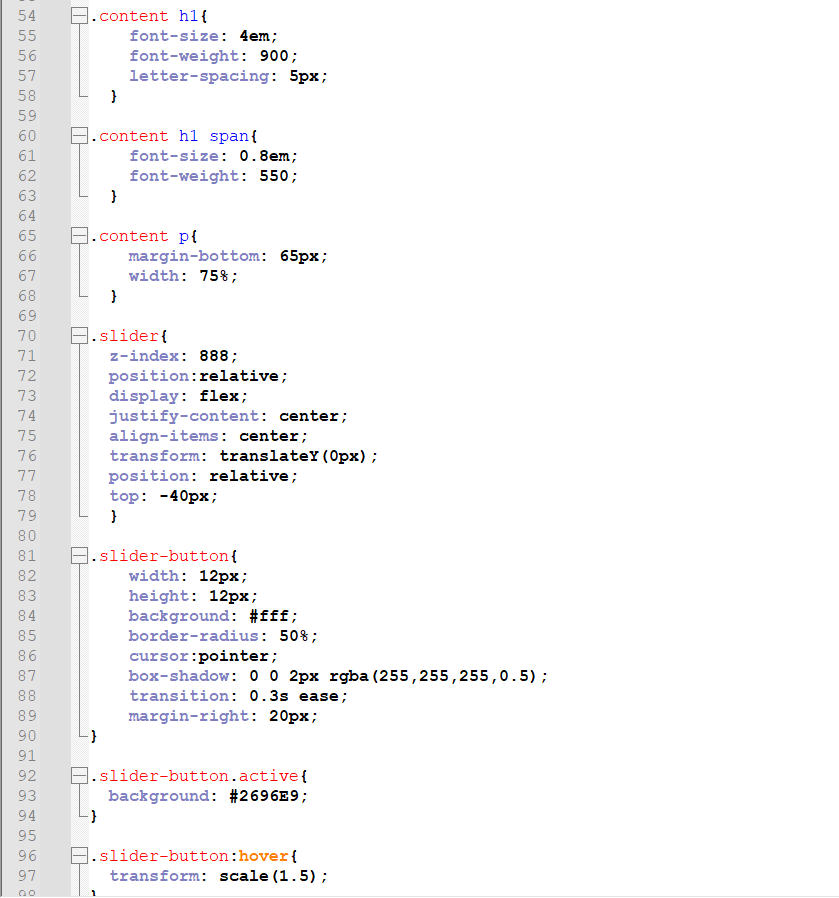 54 .content h1{
55 font-size: 4em;
56 font-weight: 900;
57 letter-spacing: 5px;
58 }
59
60 .content h1 span{
61 font-size: 0.8em;
62 font-weight: 550;
63 }
64
65 .content p{
66 margin-bottom: 65px;
67 width: 75%;
68 }
69
70 .slider{
71 z-index: 888;
72 position:relative;
73 display: flex;
74 justify-content: center;
75 align-items: center;
76 transform: translateY(0px);
77 position: relative;
78 top: -40px;
79 }
80
81 .slider-button{
82 width: 12px;
83 height: 12px;
84 background: #fff;
85 border-radius: 50%;
86 cursor:pointer;
87 box-shadow: 0 0 2px rgba(255,255,255,0.5);
88 transition: 0.3s ease;
89 margin-right: 20px;
90 }
91
92 .slider-button.active{
93 background: #2696E9;
94 }
95
96 .slider-button:hover{
97 transform: scale(1.5);
98 }